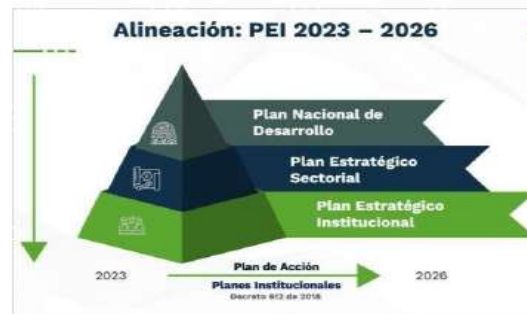 Alineación: PEI 2023 – 2026
Plan Nacional de
Desarrollo
Plan Estratégico
Sectorial
Plan Estratégico
Institucional
2023
Plan de Acción
2026
Planes Institucionales
Decreto 612 de 2018